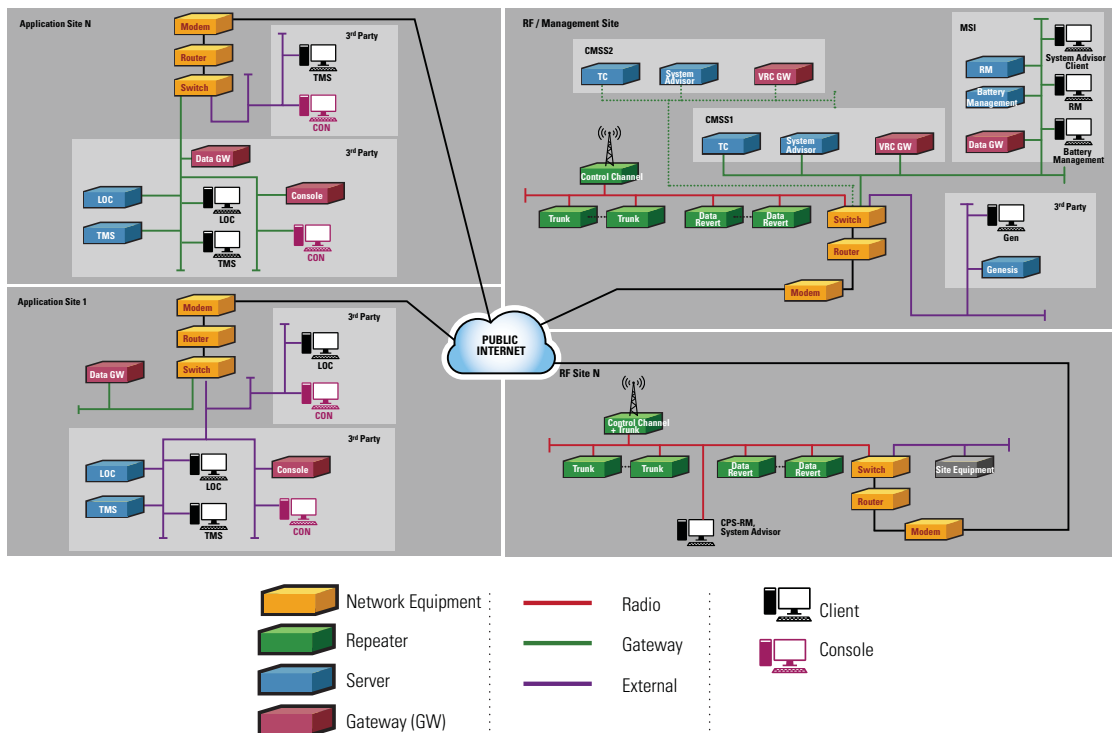 Application Site N
Modem
Router
Switch
3rd Party
TMS
CON
3rd Party
Data GW
LOC
LOC
Console
TMS
TMS
CON
Application Site 1
Modem
Router
Switch
Data GW
3rd Party
LOC
CON
3rd Party
LOC
LOC
Console
TMS
TMS
CON
PUBLIC
INTERNET
RF / Management Site
CMSS2
TC
System
Advisor
VRC GW
CMSS1
TC
System
Advisor
VRC GW
MSI
System Advisor
Client
RM
Battery
Management
RM
Data GW
Battery
Management
Control Channel
Trunk
Trunk
Data
Revert
Data
Revert
Switch
Router
Modem
3rd Party
Gen
Genesis
RF Site N
Control Channel
+ Trunk
Trunk
Trunk
Data
Revert
Data
Revert
Switch
Site Equipment
Router
Modem
CPS-RM,
System Advisor
Network Equipment
Repeater
Server
Gateway (GW)
Radio
Gateway
External
Client
Console